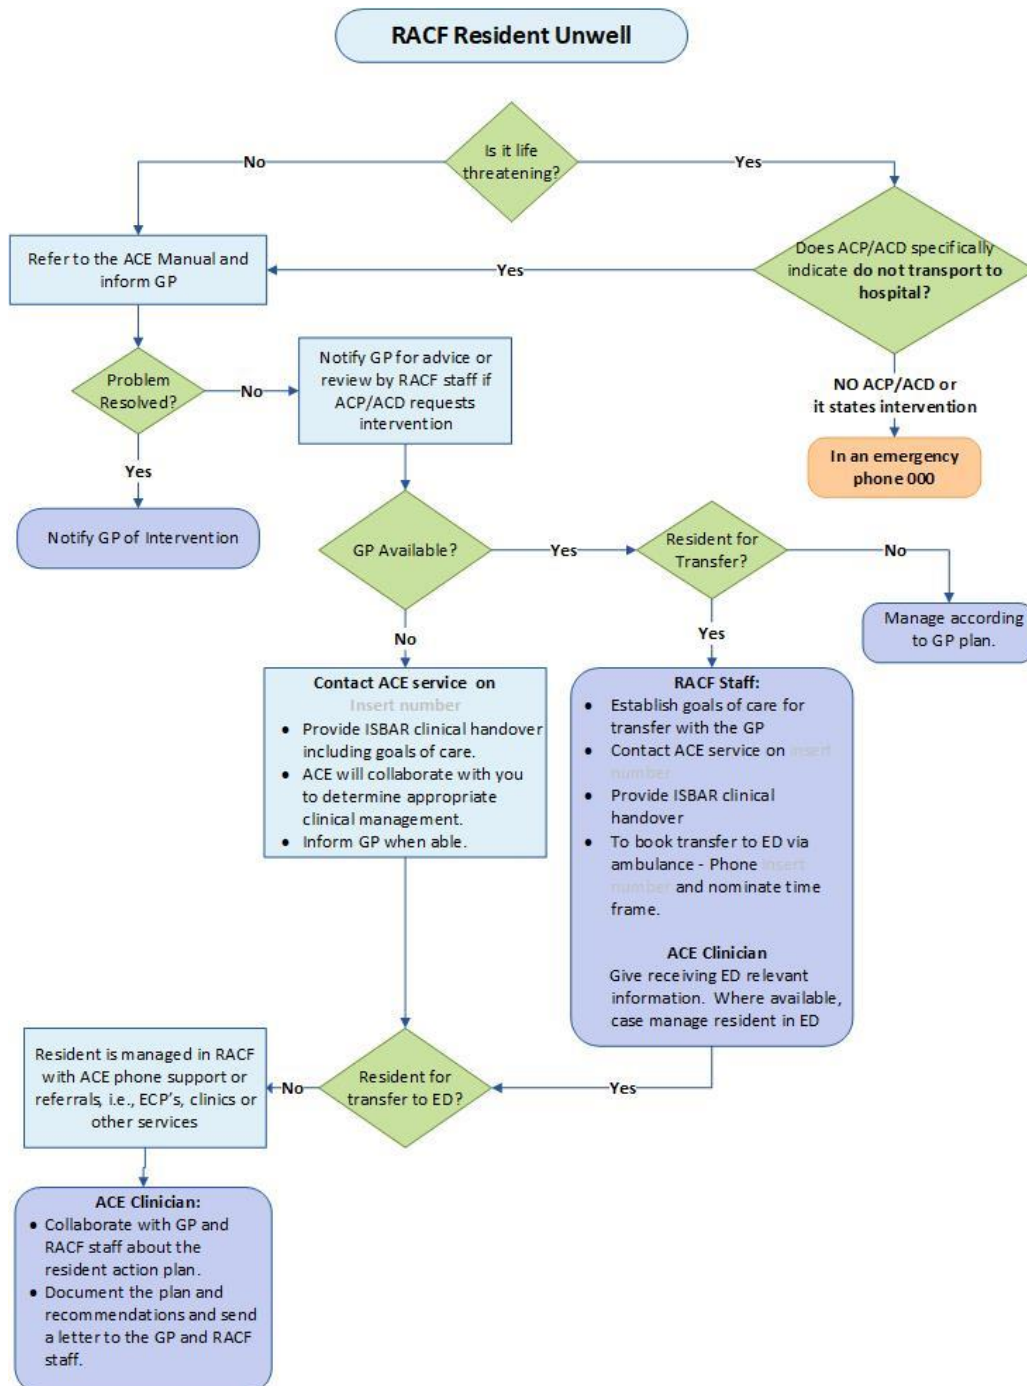 RACF Resident Unwell
Is it life
threatening?
No
Yes
Refer to the ACE Manual and
inform GP
Yes
Does ACP/ACD specifically
indicate do not transport to
hospital?
Problem
Resolved?
No
Notify GP for advice or
review by RACF staff if
ACP/ACD requests
intervention
NO ACP/ACD or
it states intervention
In an emergency
phone 000
Yes
Notify GP of Intervention
GP Available?
Yes
Resident for
Transfer?
No
Manage according
to GP plan.
No
Yes
Contact ACE service on
Insert number
• Provide ISBAR clinical handover
including goals of care.
• ACE will collaborate with you
to determine appropriate
clinical management.
• Inform GP when able.
RACF Staff:
• Establish goals of care for
transfer with the GP
• Contact ACE service on insert
number
• Provide ISBAR clinical
handover
• To book transfer to ED via
ambulance - Phone insert
number and nominate time
frame.
ACE Clinician
Give receiving ED relevant
information. Where available,
case manage resident in ED
Resident is managed in RACF
with ACE phone support or
referrals, i.e., ECP's, clinics or
other services
No
Resident for
transfer to ED?
Yes
ACE Clinician:
• Collaborate with GP and
RACF staff about the
resident action plan.
• Document the plan and
recommendations and send
a letter to the GP and RACF
staff.